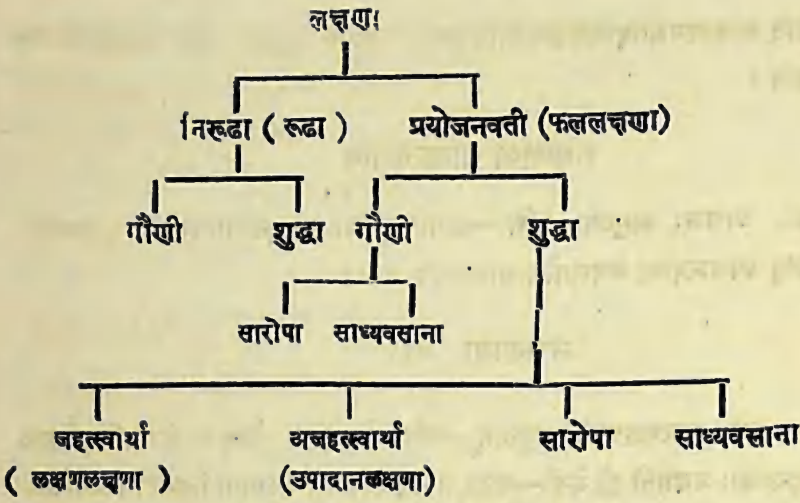 लक्षणा
निरूढा ( रूढा ) प्रयोजनवती (फललक्षणा)
गौणी शुद्धा गौणी शुद्धा
सारोपा साध्यवसाना
जहत्स्वार्था अजहत्स्वार्था सारोपा साध्यवसाना
( लक्षणलक्षणा ) (उपादानलक्षणा)